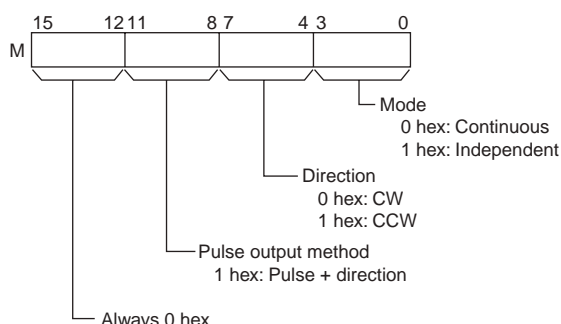 15 12 11 8 7 4 3 0
M
Mode
0 hex: Continuous
1 hex: Independent
Direction
0 hex: CW
1 hex: CCW
Pulse output method
1 hex: Pulse + direction
Always 0 hex